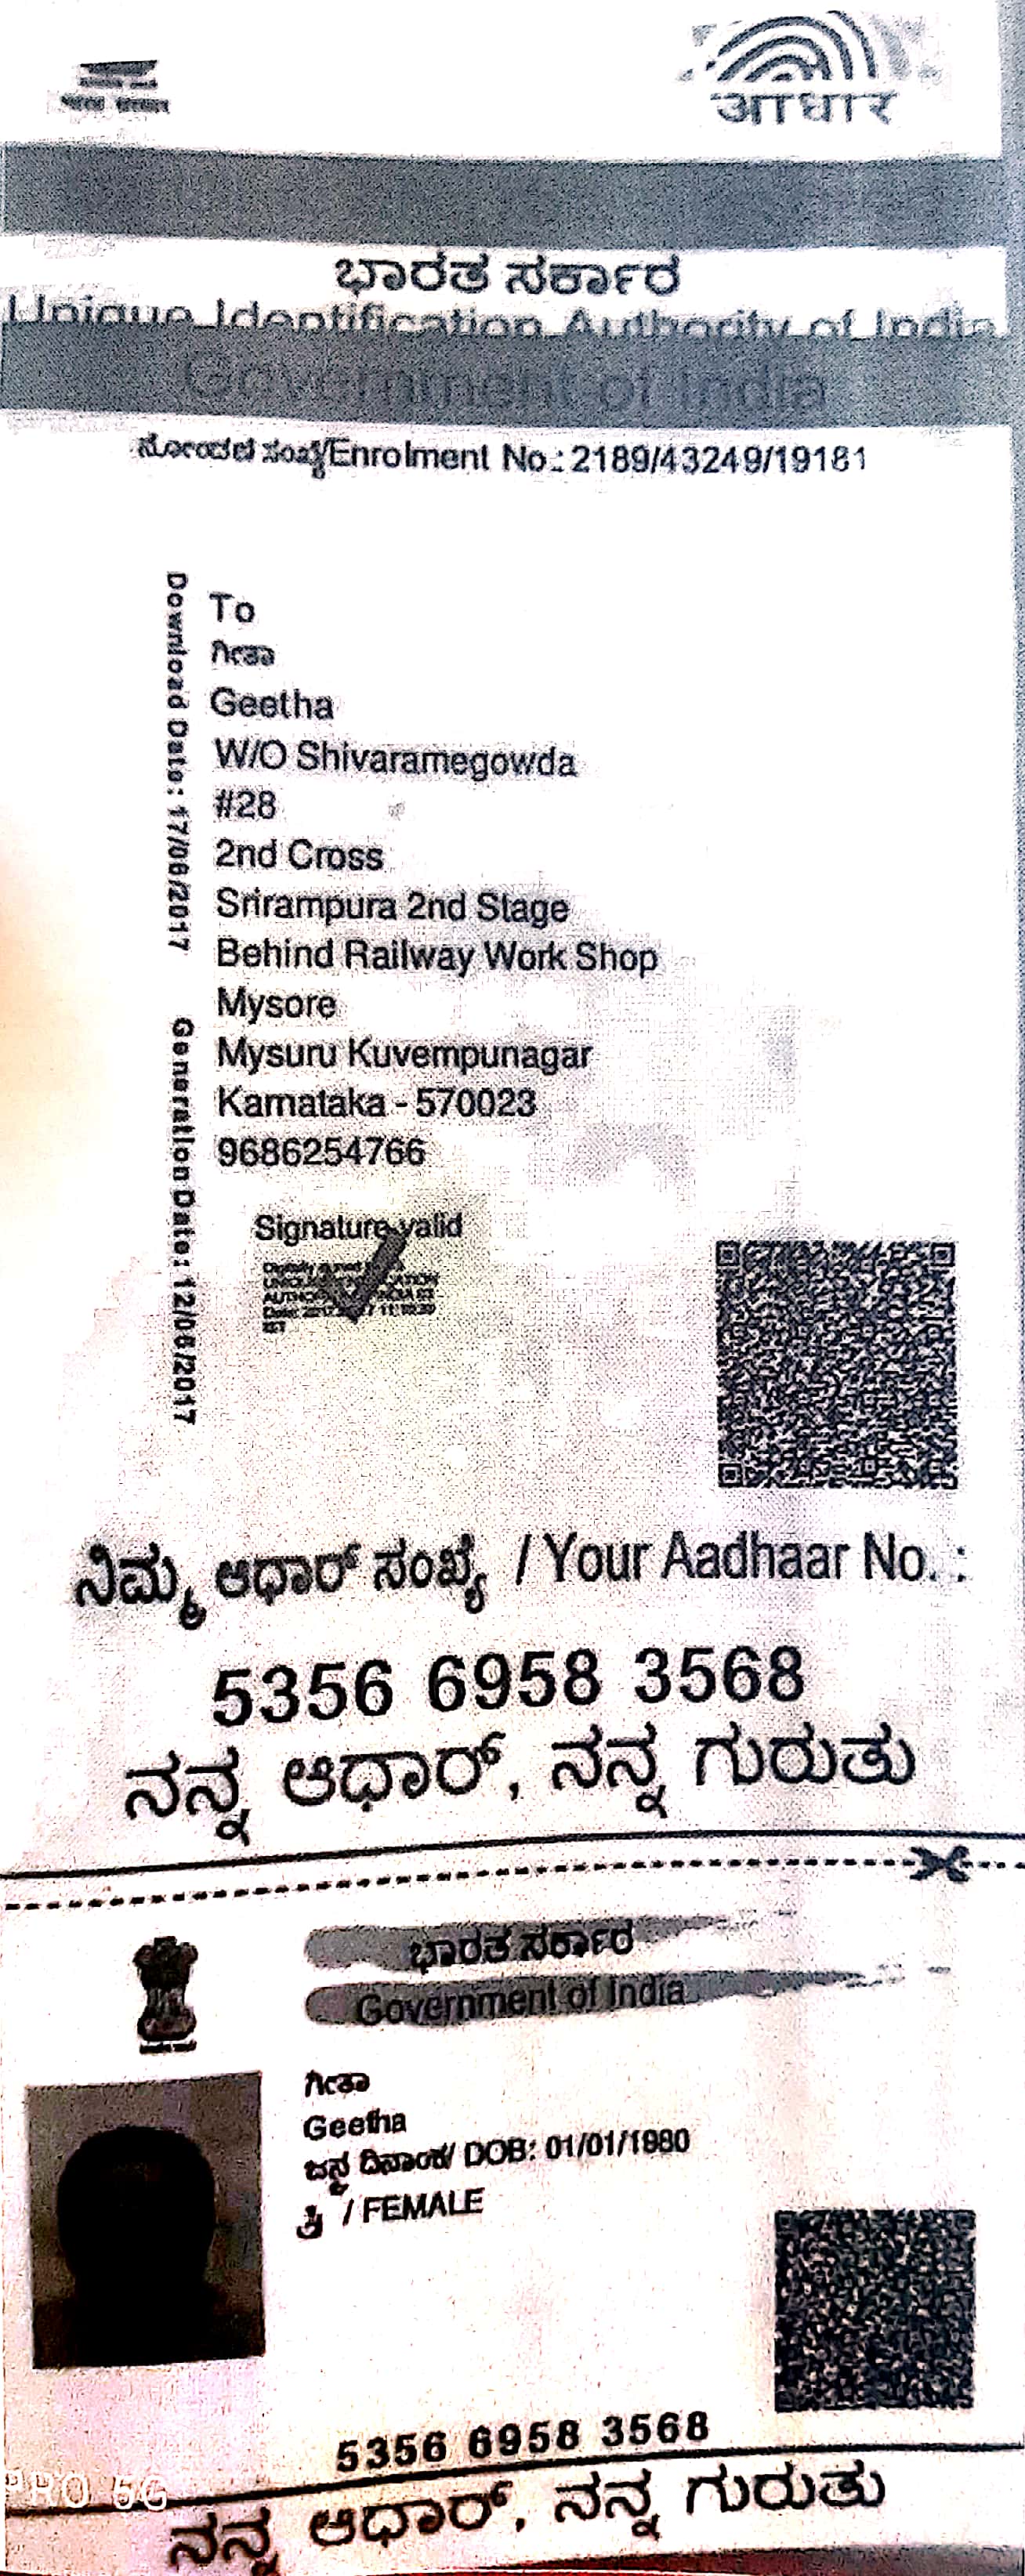 आधार
ಭಾರತ ಸರ್ಕಾರ
Unique Identification Authority of India
Government of India
ನೋಂದಣಿ ಸಂಖ್ಯೆ/Enrolment No.: 2189/43249/19181
Download Date: 17/06/2017
Generation Date: 12/06/2017
To
ಗೀತಾ
Geetha
W/O Shivaramegowda
#28
2nd Cross
Srirampura 2nd Stage
Behind Railway Work Shop
Mysore
Mysuru Kuvempunagar
Karnataka - 570023
9686254766
Signature valid
ನಿಮ್ಮ ಆಧಾರ್ ಸಂಖ್ಯೆ / Your Aadhaar No. :
5356 6958 3568
ನನ್ನ ಆಧಾರ್, ನನ್ನ ಗುರುತು
ಭಾರತ ಸರ್ಕಾರ
Government of India
ಗೀತಾ
Geetha
ಜನ್ಮ ದಿನಾಂಕ/ DOB: 01/01/1980
/ FEMALE
5356 6958 3568
PRO 5G
ನನ್ನ ಆಧಾರ್, ನನ್ನ ಗುರುತು